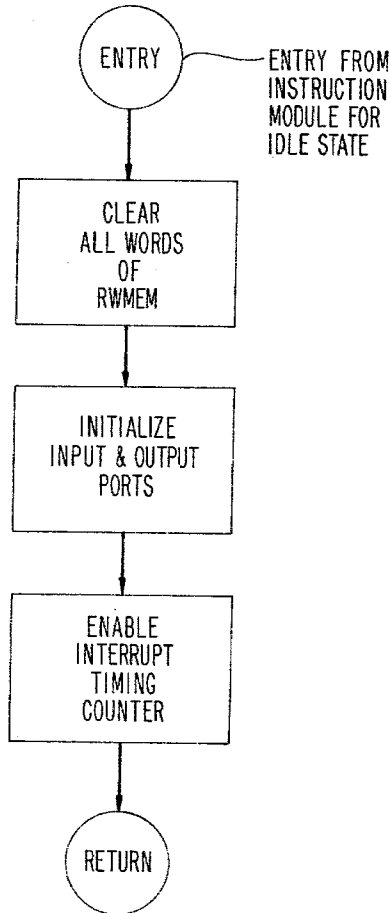 ENTRY
ENTRY FROM
INSTRUCTION
MODULE FOR
IDLE STATE
CLEAR
ALL WORDS
OF
RWMEM
INITIALIZE
INPUT & OUTPUT
PORTS
ENABLE
INTERRUPT
TIMING
COUNTER
RETURN